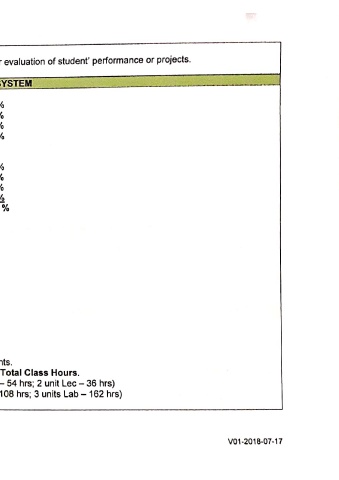 r evaluation of student' performance or projects.
YSTEM
%
%
%
%
%
%
%
%
%
nts.
Total Class Hours.
– 54 hrs; 2 unit Lec – 36 hrs)
108 hrs; 3 units Lab – 162 hrs)
V01-2018-07-17